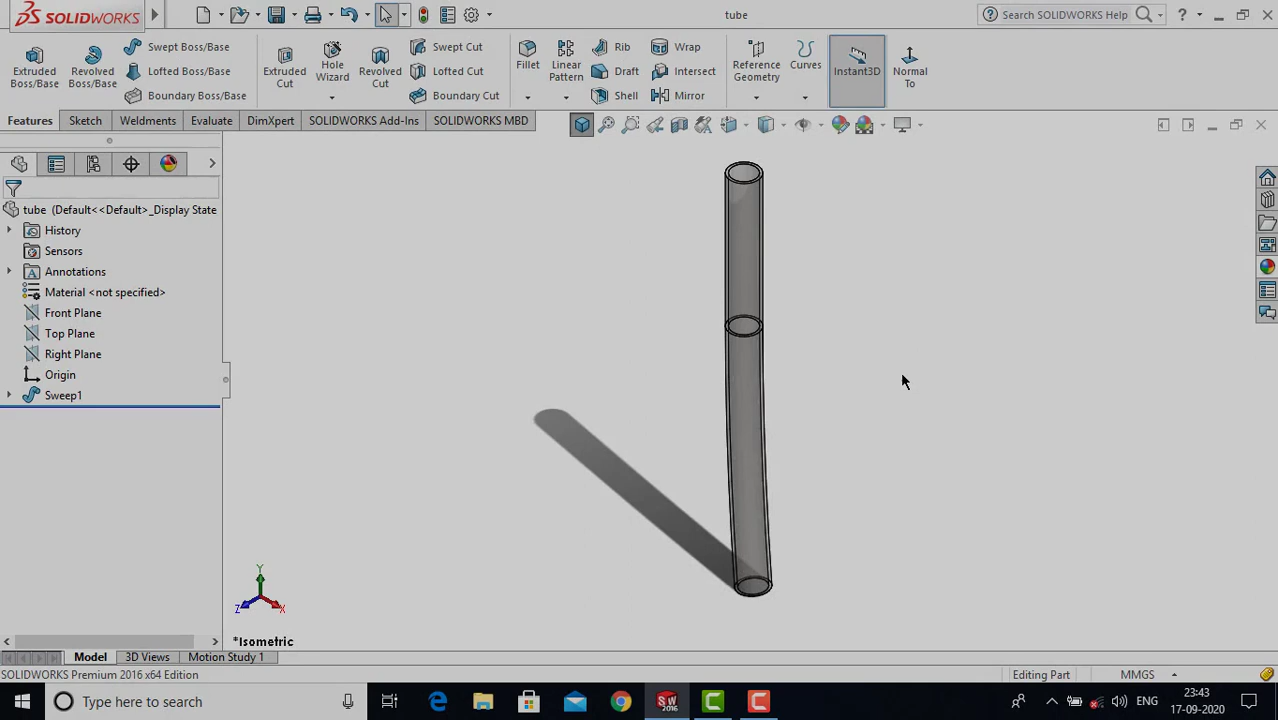 SOLIDWORKS
tube
Search SOLIDWORKS Help
?
Extruded Boss/Base
Revolved Boss/Base
Swept Boss/Base
Lofted Boss/Base
Boundary Boss/Base
Extruded Cut
Hole Wizard
Revolved Cut
Swept Cut
Lofted Cut
Boundary Cut
Fillet
Linear Pattern
Rib
Draft
Shell
Wrap
Intersect
Mirror
Reference Geometry
Curves
Instant3D
Normal To
Features
Sketch
Weldments
Evaluate
DimXpert
SOLIDWORKS Add-Ins
SOLIDWORKS MBD
tube (Default<<Default>_Display State
History
Sensors
Annotations
Material <not specified>
Front Plane
Top Plane
Right Plane
Origin
Sweep1
Y
Z
X
*Isometric
Model
3D Views
Motion Study 1
SOLIDWORKS Premium 2016 x64 Edition
Editing Part
MMGS
Type here to search
SW
2016
C
C
ENG
23:43
17-09-2020